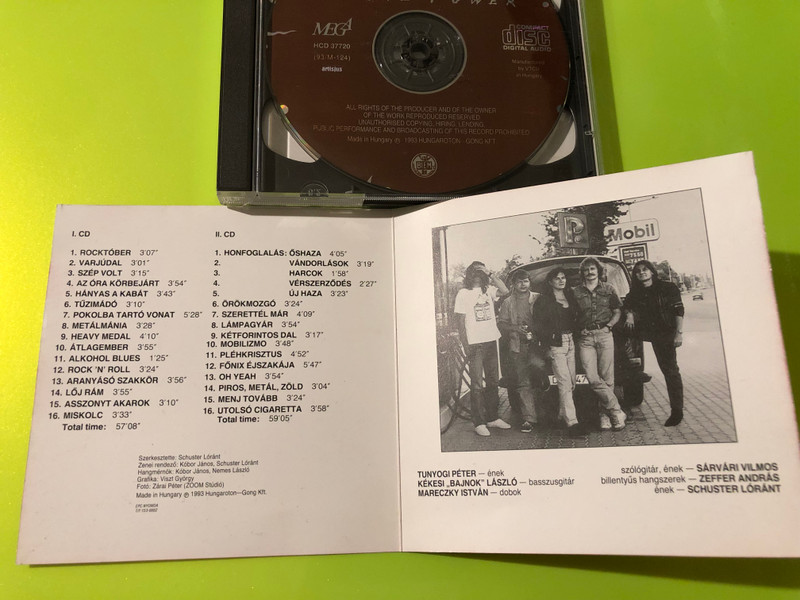 POWER
MEGA
HCD 37720
(93/M-124)
COMPACT
disc
DIGITAL AUDIO
in Hungary
ALL RIGHTS OF THE PRODUCER AND OF THE OWNER
OF THE WORK REPRODUCED RESERVED.
UNAUTHORISED COPYING, HIRING, LENDING,
PUBLIC PERFORMANCE AND BROADCASTING OF THIS RECORD PROHIBITED
Made in Hungary Ⓟ 1993 HUNGAROTON - GONG KFT.
I. CD
1. ROCKTÓBER 3'07"
2. VARJÚDAL 3'01"
3. SZÉP VOLT 3'15"
4. AZ ÓRA KÖRBEJÁRT 3'54"
5. HÁNYAS A KABÁT 3'43"
6. TŰZIMÁDÓ 3'10"
7. POKOLBA TARTÓ VONAT 5'28"
8. METÁLMÁNIA 3'28"
9. HEAVY MEDAL 4'10"
10. ÁTLAGEMBER 3'55"
11. ALKOHOL BLUES 1'25"
12. ROCK 'N' ROLL 3'24"
13. ARANYÁSÓ SZAKKÖR 3'56"
14. LŐJ RÁM 3'55"
15. ASSZONYT AKAROK 3'10"
16. MISKOLC 3'33"
Total time: 57'08"
II. CD
1. HONFOGLALÁS: ŐSHAZA 4'05"
2. VÁNDORLÁSOK 3'19"
3. HARCOK 1'58"
4. VÉRSZERZŐDÉS 2'27"
5. ÚJ HAZA 3'23"
6. ÖRÖKMOZGÓ 3'24"
7. SZERETTÉL MÁR 4'09"
8. LÁMPAGYÁR 3'54"
9. KÉTFORINTOS DAL 3'17"
10. MOBILIZMO 3'48"
11. PLÉHKRISZTUS 4'52"
12. FŐNIX ÉJSZAKÁJA 5'47"
13. OH YEAH 3'54"
14. PIROS, METÁL, ZÖLD 3'04"
15. MENJ TOVÁBB 3'24"
16. UTOLSÓ CIGARETTA 3'58"
Total time: 59'05"
Szerkesztette: Schuster Lóránt
Zenei rendező: Kóbor János, Schuster Lóránt
Hangmérnök: Kóbor János, Nemes László
Grafika: Viszt György
Fotó: Zárai Péter (ZOOM Stúdió)
Made in Hungary Ⓟ 1993 Hungaroton–Gong Kft.
P
Mobil
TUNYOGI PÉTER — ének
KÉKESI „BAJNOK" LÁSZLÓ — basszusgitár
MARECZKY ISTVÁN — dobok
szólógitár, ének — SÁRVÁRI VILMOS
billentyűs hangszerek — ZEFFER ANDRÁS
ének — SCHUSTER LÓRÁNT